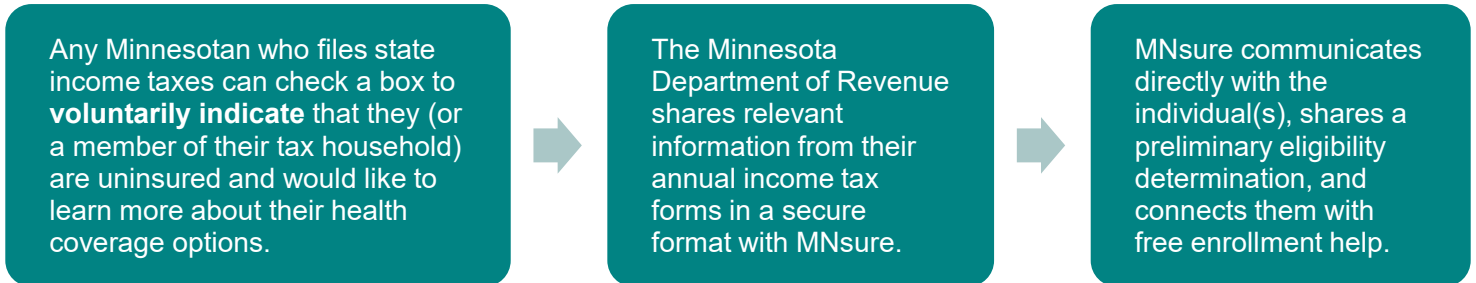 Any Minnesotan who files state
income taxes can check a box to
voluntarily indicate that they (or
a member of their tax household)
are uninsured and would like to
learn more about their health
coverage options.
The Minnesota
Department of Revenue
shares relevant
information from their
annual income tax
forms in a secure
format with MNsure.
MNsure communicates
directly with the
individual(s), shares a
preliminary eligibility
determination, and
connects them with
free enrollment help.